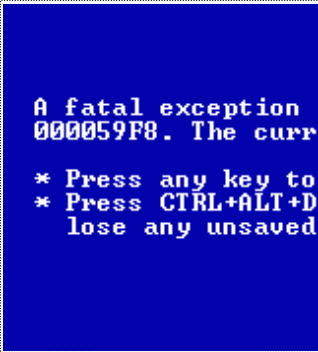 A fatal exception
000059F8. The curr
* Press any key to
* Press CTRL+ALT+D
lose any unsaved